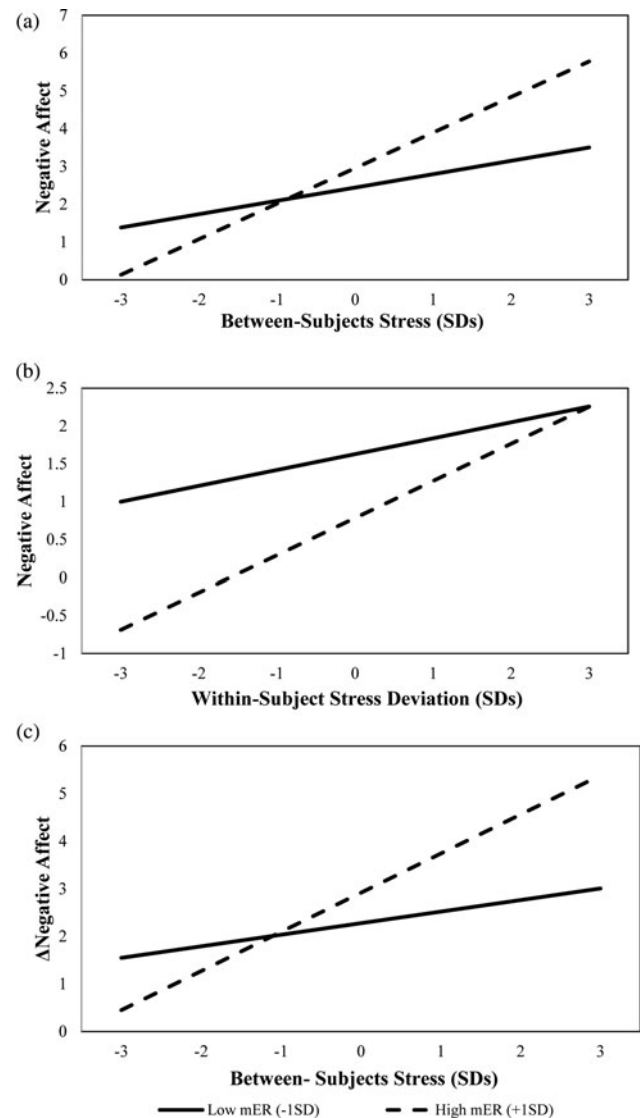 (a)
7
6
5
4
3
2
1
0
Negative Affect
-3 -2 -1 0 1 2 3
Between-Subjects Stress (SDs)
(b)
2.5
2
1.5
1
0.5
0
-0.5
-1
Negative Affect
-3 -2 -1 0 1 2 3
Within-Subject Stress Deviation (SDs)
(c)
6
5
4
3
2
1
0
ΔNegative Affect
-3 -2 -1 0 1 2 3
Between- Subjects Stress (SDs)
Low mER (-1SD) High mER (+1SD)